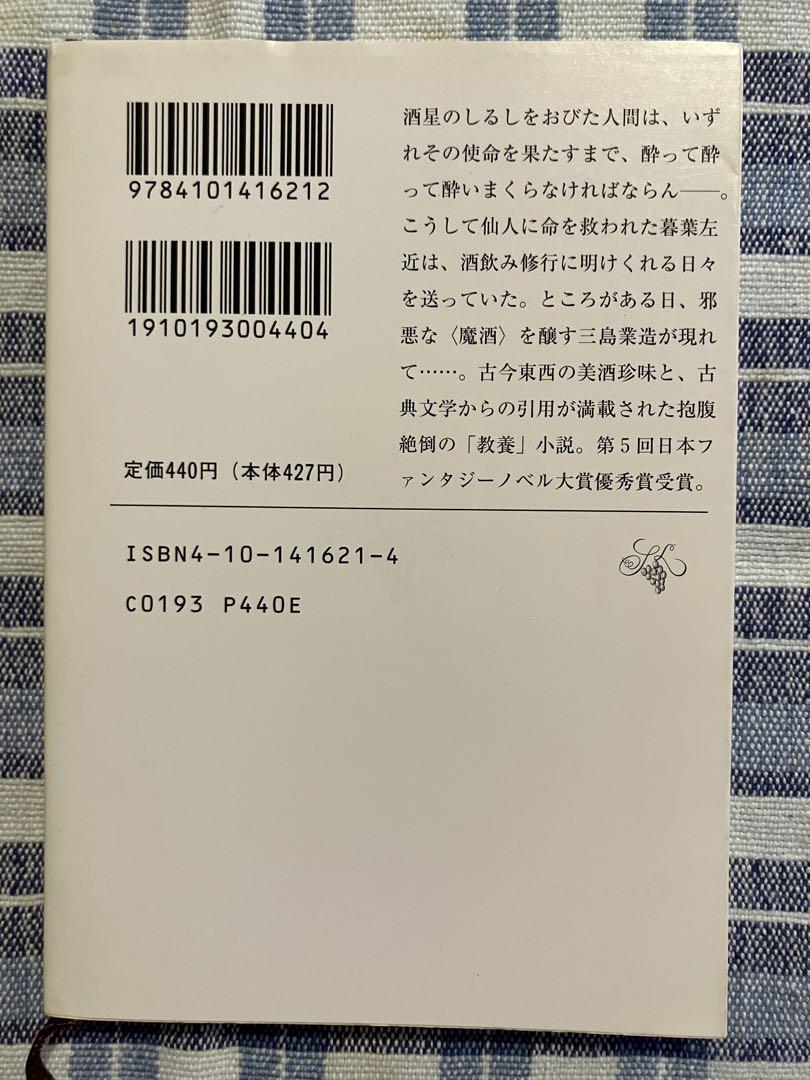 9784101416212
1910193004404
定価440円（本体427円）
酒星のしるしをおびた人間は、いず
れその使命を果たすまで、酔って酔
って酔いまくらなければならん――。
こうして仙人に命を救われた暮葉左
近は、酒飲み修行に明けくれる日々
を送っていた。ところがある日、邪
悪な〈魔酒〉を醸す三島業造が現れ
て……。古今東西の美酒珍味と、古
典文学からの引用が満載された抱腹
絶倒の「教養」小説。第5回日本フ
ァンタジーノベル大賞優秀賞受賞。
ISBN4-10-141621-4
C0193 P440E